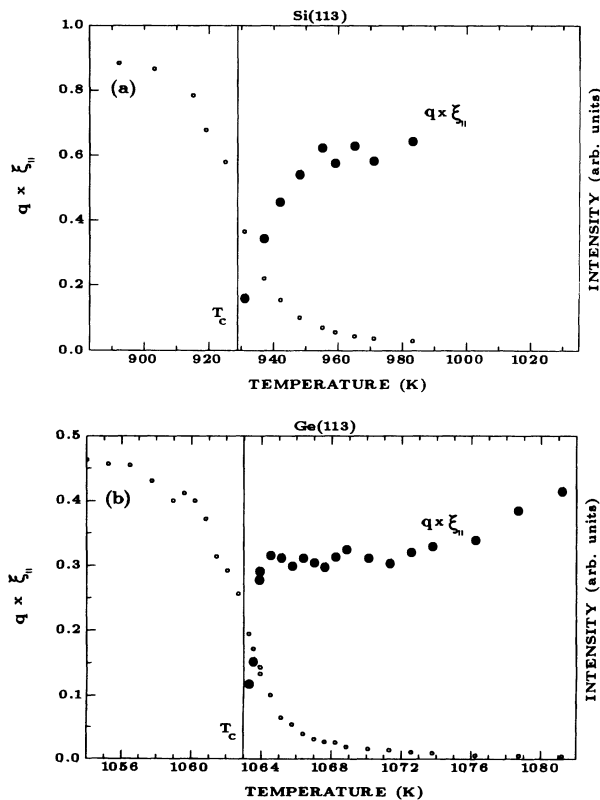 Si(113)
1.0
0.8
0.6
0.4
0.2
0.0
(a)
q × ξ||
q × ξ||
T_c
INTENSITY (arb. units)
900 920 940 960 980 1000 1020
TEMPERATURE (K)
Ge(113)
0.5
0.4
0.3
0.2
0.1
0.0
(b)
q × ξ||
q × ξ||
T_c
INTENSITY (arb. units)
1056 1060 1064 1068 1072 1076 1080
TEMPERATURE (K)